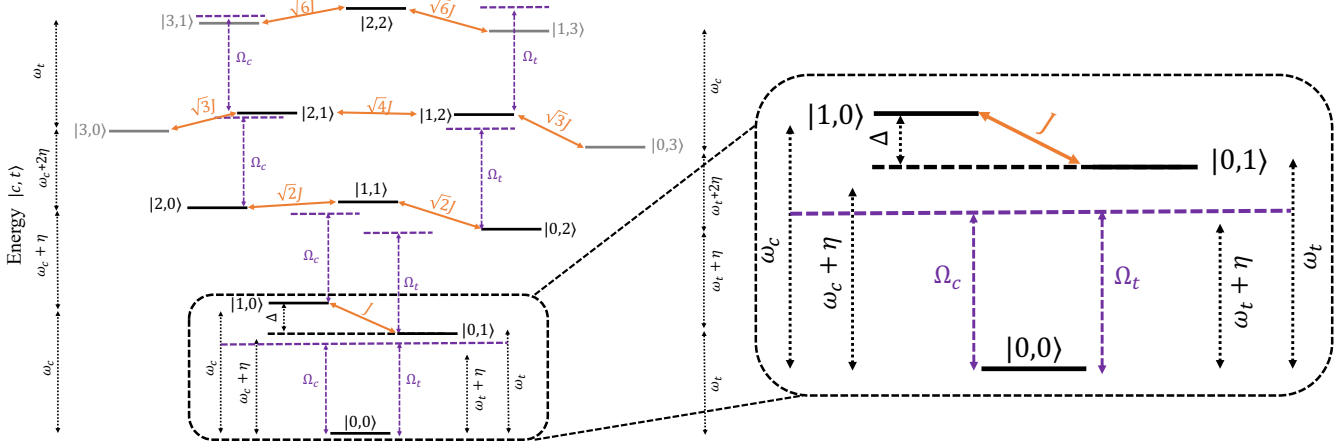 |3,1⟩
√6J
|2,2⟩
√6J
|1,3⟩
Ω_c
Ω_t
ω_t
ω_c
√3J
|2,1⟩
√4J
|1,2⟩
√3J
|3,0⟩
|0,3⟩
Ω_c
Ω_t
ω_c+2η
ω_t+2η
|2,0⟩
√2J
|1,1⟩
√2J
|0,2⟩
Energy |c, t⟩
ω_c + η
ω_t + η
Ω_c
Ω_t
|1,0⟩
Δ
J
|0,1⟩
ω_c
ω_c
ω_c + η
Ω_c
Ω_t
ω_t + η
ω_t
ω_t
|0,0⟩
|1,0⟩
Δ
J
|0,1⟩
ω_c
ω_c + η
Ω_c
Ω_t
ω_t + η
ω_t
|0,0⟩